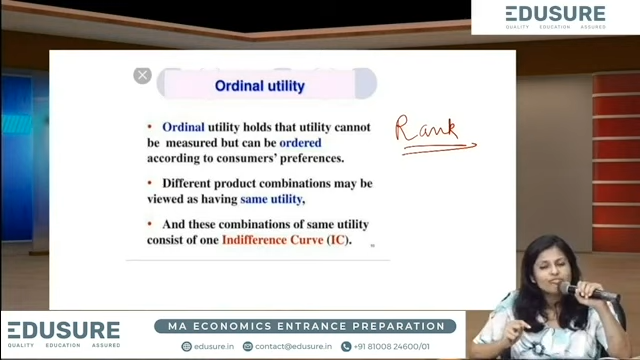 EDUSURE
QUALITY EDUCATION ASSURED
Ordinal utility
• Ordinal utility holds that utility cannot
be measured but can be ordered
according to consumers' preferences.
Rank
• Different product combinations may be
viewed as having same utility,
• And these combinations of same utility
consist of one Indifference Curve (IC).
EDUSURE
QUALITY EDUCATION ASSURED
MA ECONOMICS ENTRANCE PREPARATION
edusure.in contact@edusure.in +91 81008 24600/01